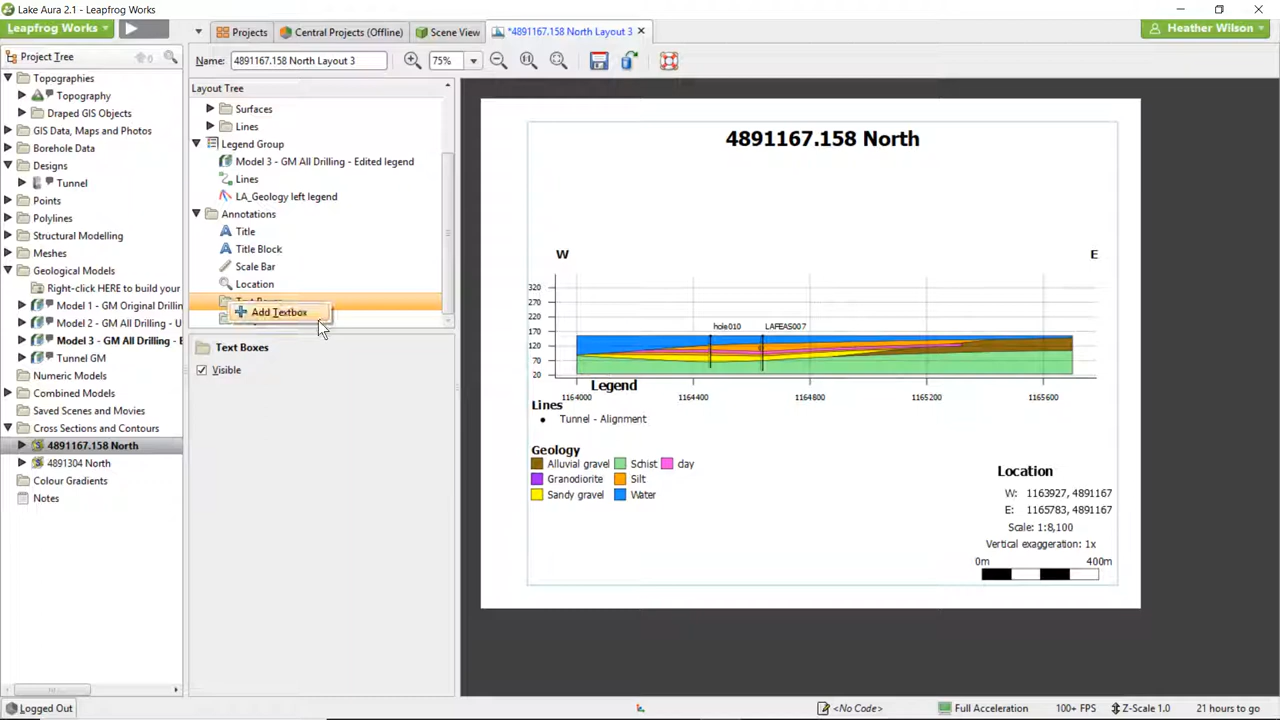 Lake Aura 2.1 - Leapfrog Works
Leapfrog Works
Projects
Central Projects (Offline)
Scene View
*4891167.158 North Layout 3
Heather Wilson
Project Tree
Topographies
Topography
Draped GIS Objects
GIS Data, Maps and Photos
Borehole Data
Designs
Tunnel
Points
Polylines
Structural Modelling
Meshes
Geological Models
Right-click HERE to build your
Model 1 - GM Original Drillin
Model 2 - GM All Drilling - U
Model 3 - GM All Drilling - E
Tunnel GM
Numeric Models
Combined Models
Saved Scenes and Movies
Cross Sections and Contours
4891167.158 North
4891304 North
Colour Gradients
Notes
Name: 4891167.158 North Layout 3
75%
Layout Tree
Surfaces
Lines
Legend Group
Model 3 - GM All Drilling - Edited legend
Lines
LA_Geology left legend
Annotations
Title
Title Block
Scale Bar
Location
Add Textbox
Text Boxes
Visible
4891167.158 North
W E
320
270
220
170
120
70
20
hole010 LAFEAS007
1164000 1164400 1164800 1165200 1165600
Legend
Lines
Tunnel - Alignment
Geology
Alluvial gravel Schist clay
Granodiorite Silt
Sandy gravel Water
Location
W: 1163927, 4891167
E: 1165783, 4891167
Scale: 1:8,100
Vertical exaggeration: 1x
0m 400m
Logged Out
<No Code>
Full Acceleration
100+ FPS
Z-Scale 1.0
21 hours to go